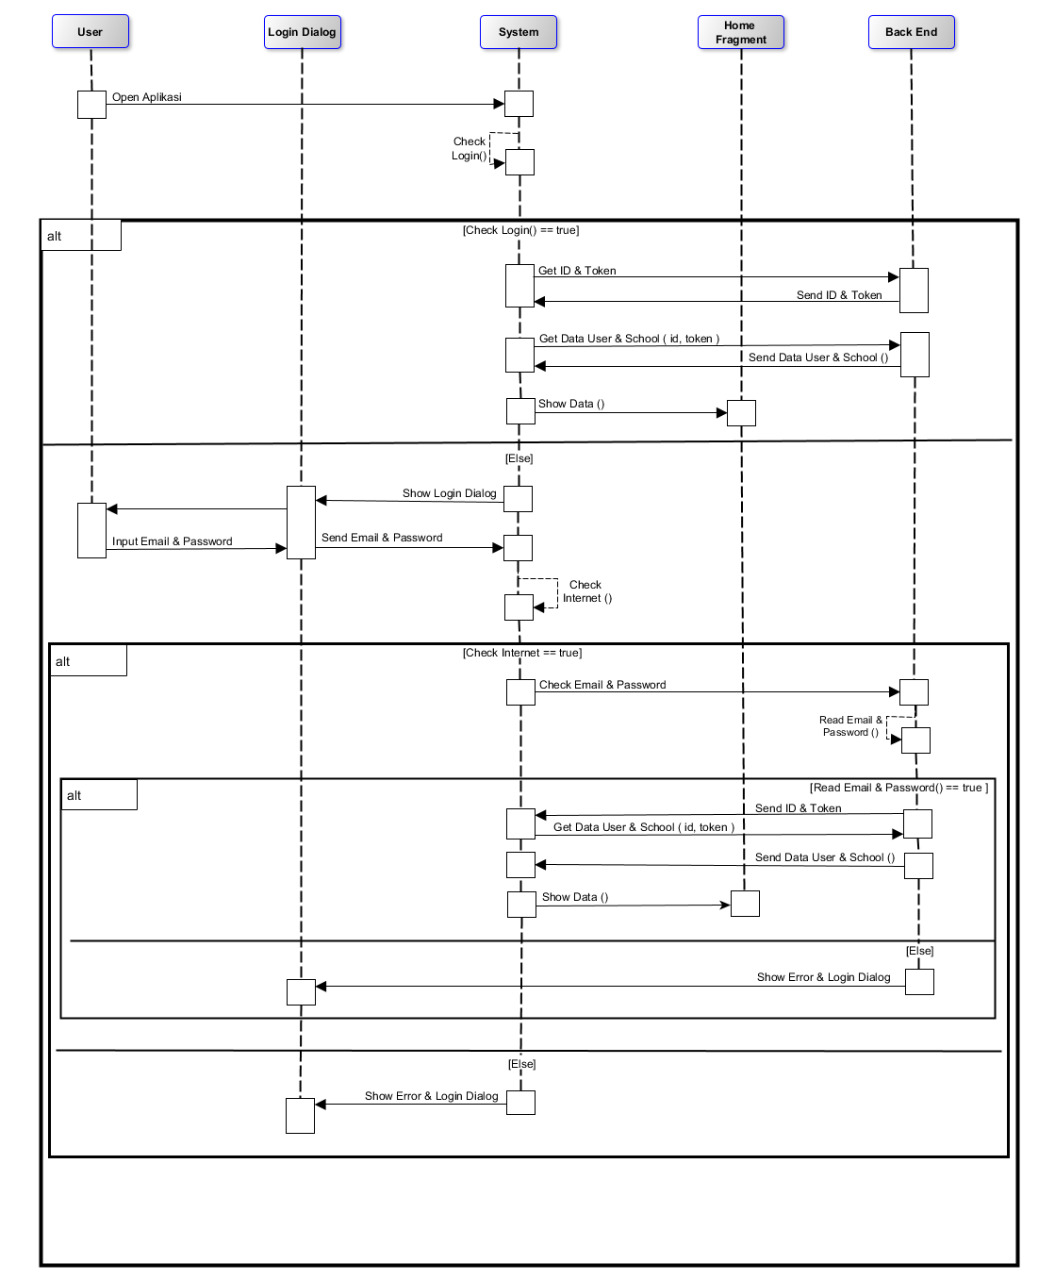 User
Login Dialog
System
Home
Fragment
Back End
Open Aplikasi
Check
Login()
alt
[Check Login() == true]
Get ID & Token
Send ID & Token
Get Data User & School ( id, token )
Send Data User & School ()
Show Data ()
[Else]
Show Login Dialog
Input Email & Password
Send Email & Password
Check
Internet ()
alt
[Check Internet == true]
Check Email & Password
Read Email &
Password ()
alt
[Read Email & Password() == true ]
Send ID & Token
Get Data User & School ( id, token )
Send Data User & School ()
Show Data ()
[Else]
Show Error & Login Dialog
[Else]
Show Error & Login Dialog